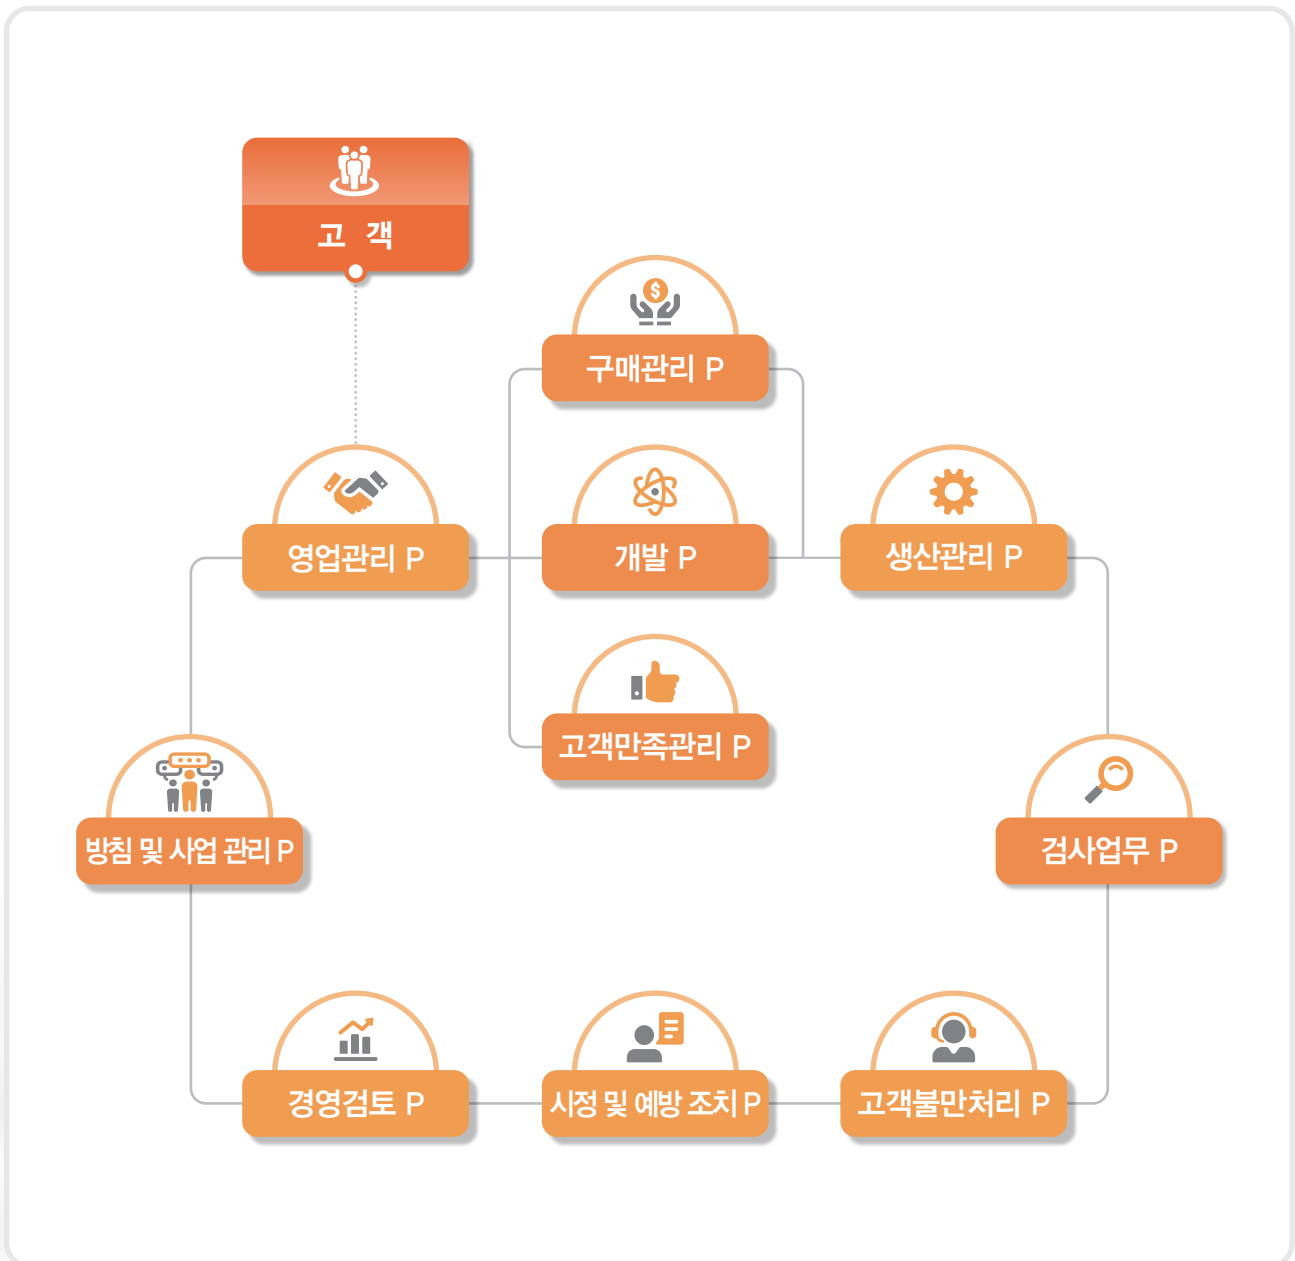 고 객
구매관리 P
영업관리 P
개발 P
생산관리 P
고객만족관리 P
방침 및 사업 관리 P
검사업무 P
경영검토 P
시정 및 예방 조치 P
고객불만처리 P